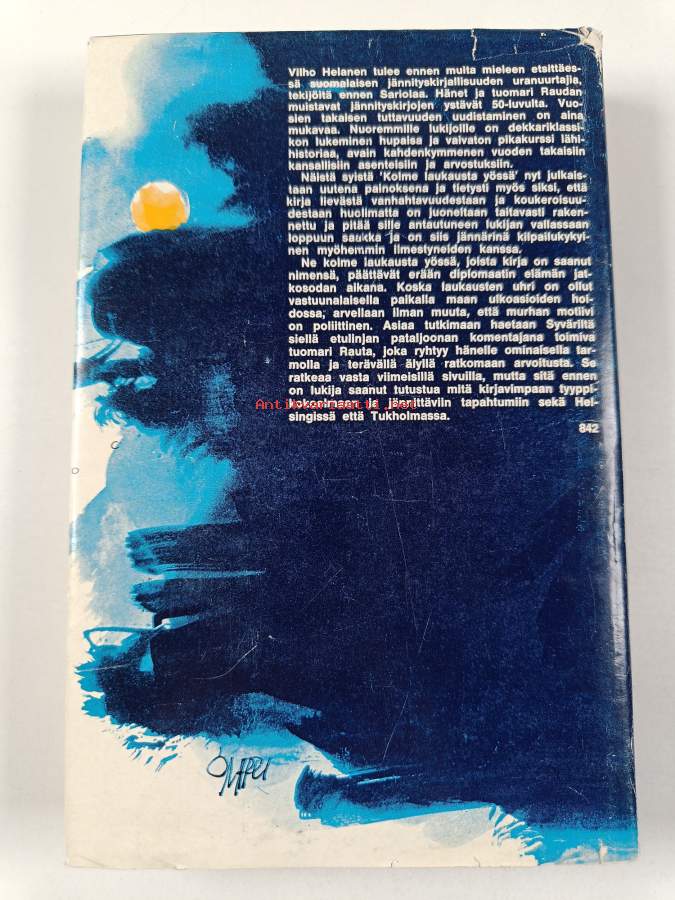 Vilho Helanen tulee ennen muita mieleen etsittäes-
sä suomalaisen jännityskirjallisuuden uranuurtajia,
tekijöitä ennen Sariolaa. Hänet ja tuomari Raudan
muistavat jännityskirjojen ystävät 50-luvulta. Vuo-
sien takaisen tuttavuuden uudistaminen on aina
mukavaa. Nuoremmille lukijoille on dekkariklassi-
kon lukeminen hupaisa ja vaivaton pikakurssi lähi-
historiaa, avain kahdenkymmenen vuoden takaisiin
kansallisiin asenteisiin ja arvostuksiin.
Näistä syistä 'Kolme laukausta yössä' nyt julkais-
taan uutena painoksena ja tietysti myös siksi, että
kirja lievästä vanhahtavuudestaan ja koukeroisuu-
destaan huolimatta on juoneltaan taitavasti raken-
nettu ja pitää sille antautuneen lukijan vallassaan
loppuun saakka ja on siis jännärinä kilpailukykyi-
nen myöhemmin ilmestyneiden kanssa.
Ne kolme laukausta yössä, joista kirja on saanut
nimensä, päättävät erään diplomaatin elämän jat-
kosodan aikana. Koska laukausten uhri on ollut
vastuunalaisella paikalla maan ulkoasioiden hoi-
dossa, arvellaan ilman muuta, että murhan motiivi
on poliittinen. Asiaa tutkimaan haetaan Syväriltä
siellä etulinjan pataljoonan komentajana toimiva
tuomari Rauta, joka ryhtyy hänelle ominaisella tar-
molla ja terävällä älyllä ratkomaan arvoitusta. Se
ratkeaa vasta viimeisillä sivuilla, mutta sitä ennen
on lukija saanut tutustua mitä kirjavimpaan tyyppi-
kokoelmaan ja jännittäviin tapahtumiin sekä Hel-
Antikvariaatti.net
singissä että Tukholmassa.
842